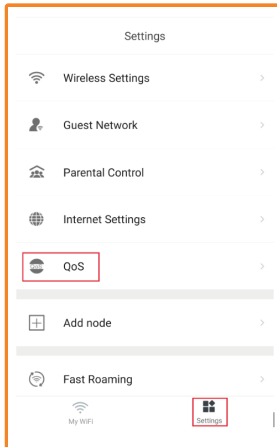 Settings
Wireless Settings
Guest Network
Parental Control
Internet Settings
QoS
Add node
Fast Roaming
My WiFi
Settings